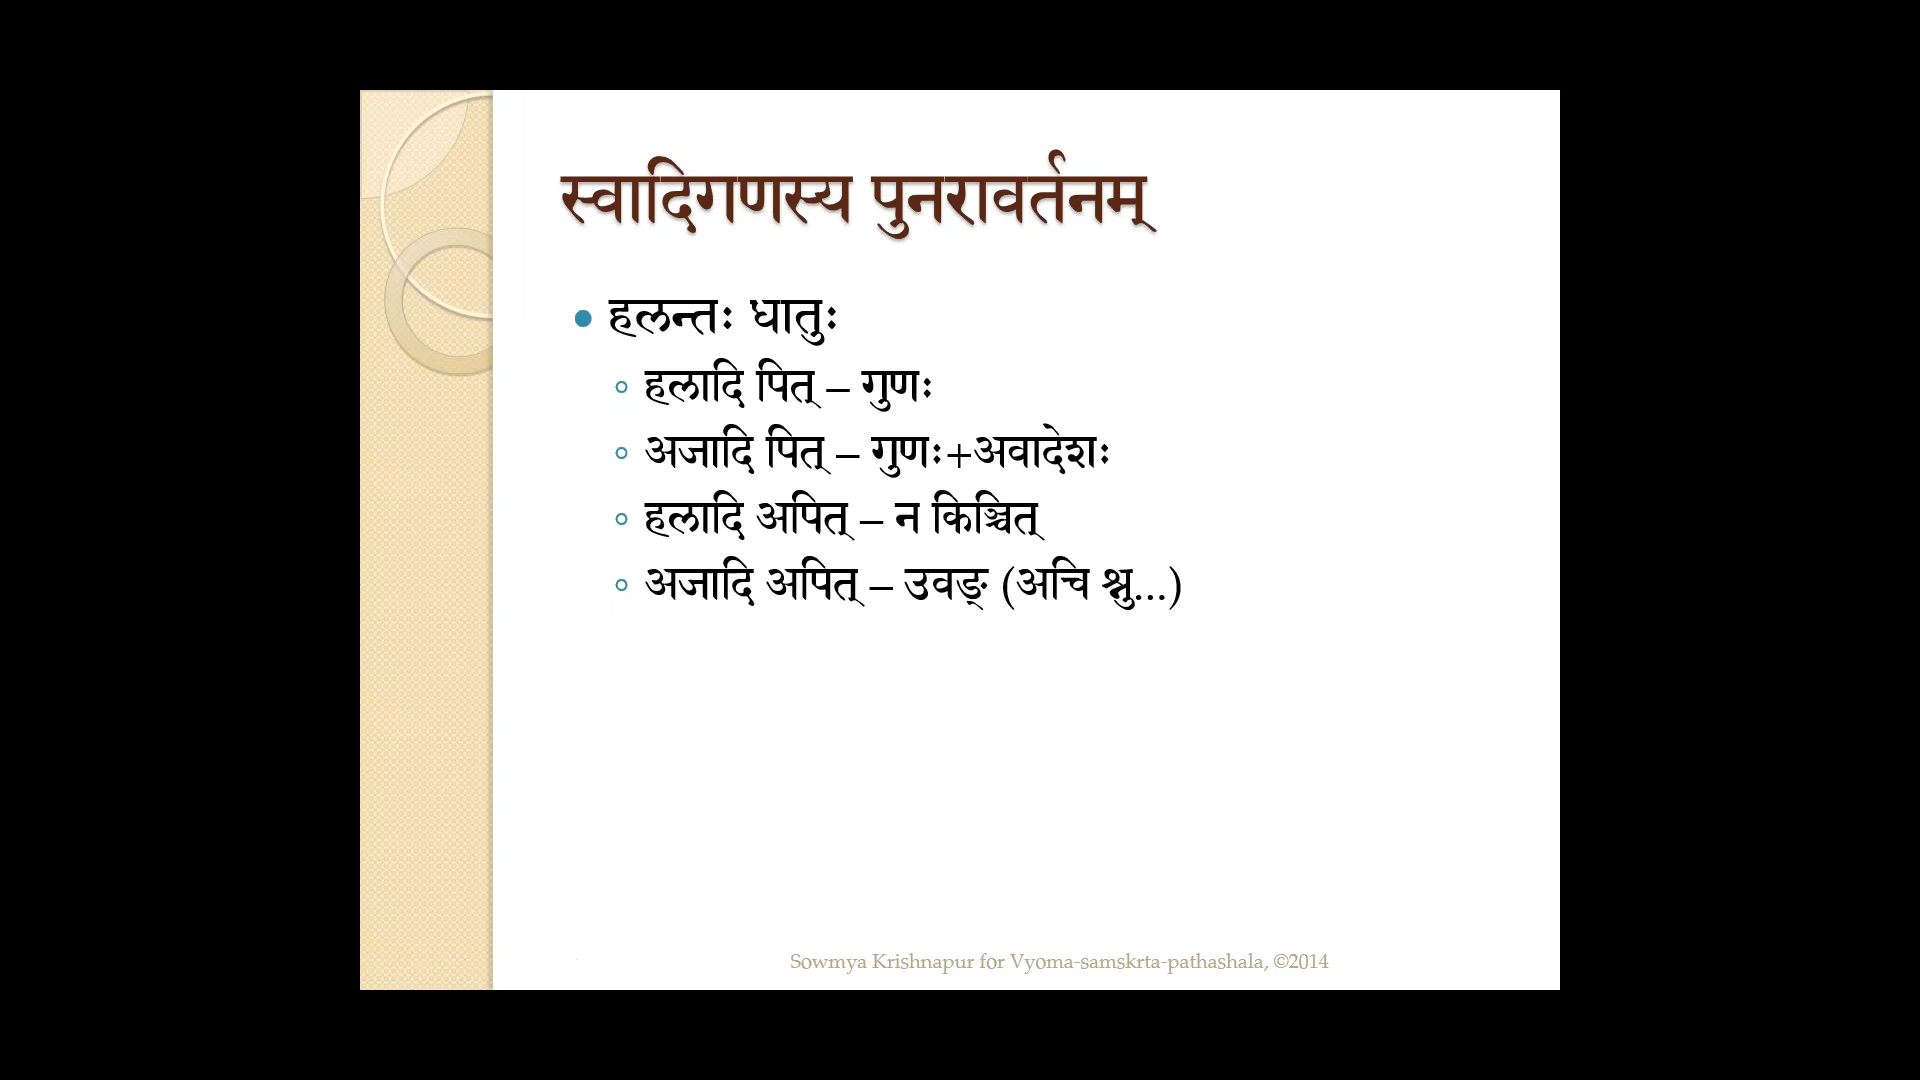 स्वादिगणस्य पुनरावर्तनम्
हलन्तः धातुः
हलादि पित् – गुणः
अजादि पित् – गुणः+अवादेशः
हलादि अपित् – न किञ्चित्
अजादि अपित् – उवङ् (अचि श्नु...)
Sowmya Krishnapur for Vyoma-samskrta-pathashala, ©2014